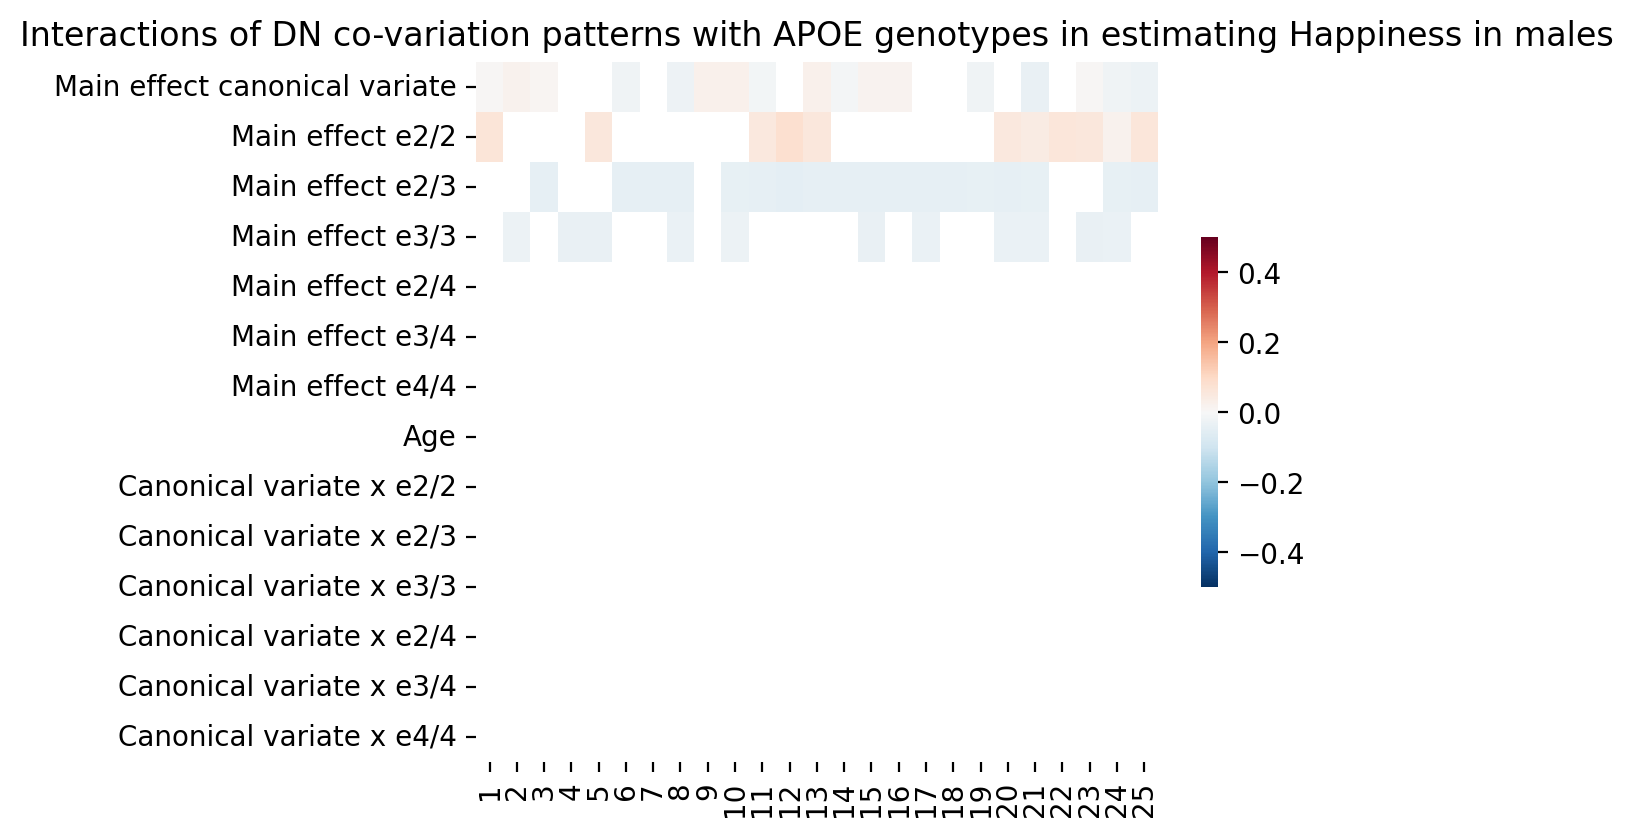 Interactions of DN co-variation patterns with APOE genotypes in estimating Happiness in males
Main effect canonical variate
Main effect e2/2
Main effect e2/3
Main effect e3/3
Main effect e2/4
Main effect e3/4
Main effect e4/4
Age
Canonical variate x e2/2
Canonical variate x e2/3
Canonical variate x e3/3
Canonical variate x e2/4
Canonical variate x e3/4
Canonical variate x e4/4
1 2 3 4 5 6 7 8 9 10 11 12 13 14 15 16 17 18 19 20 21 22 23 24 25
0.4
0.2
0.0
−0.2
−0.4